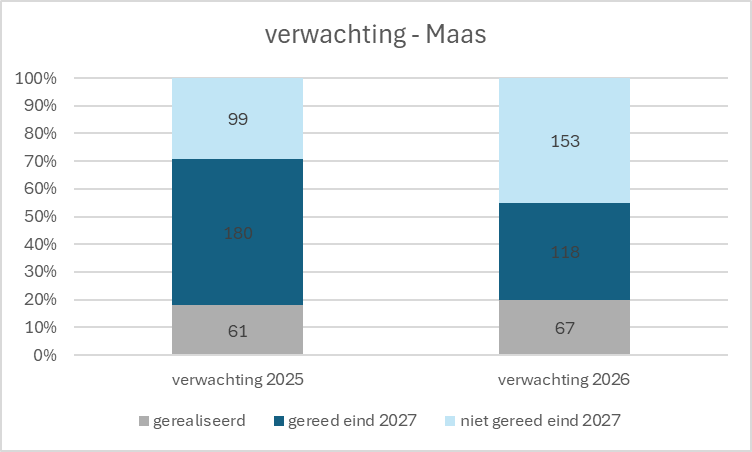 verwachting - Maas
100%
90%
80%
70%
60%
50%
40%
30%
20%
10%
0%
99
180
61
153
118
67
verwachting 2025
verwachting 2026
gerealiseerd
gereed eind 2027
niet gereed eind 2027